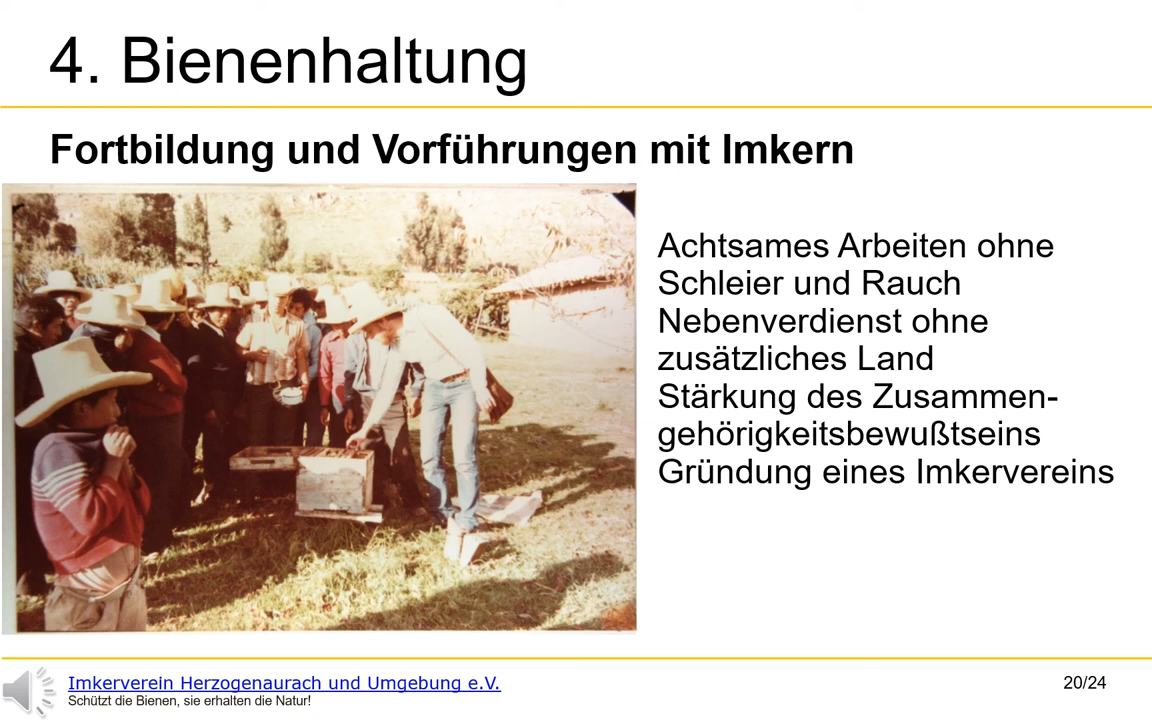 4. Bienenhaltung
Fortbildung und Vorführungen mit Imkern
Achtsames Arbeiten ohne
Schleier und Rauch
Nebenverdienst ohne
zusätzliches Land
Stärkung des Zusammen-
gehörigkeitsbewußtseins
Gründung eines Imkervereins
Imkerverein Herzogenaurach und Umgebung e.V.
Schützt die Bienen, sie erhalten die Natur!
20/24